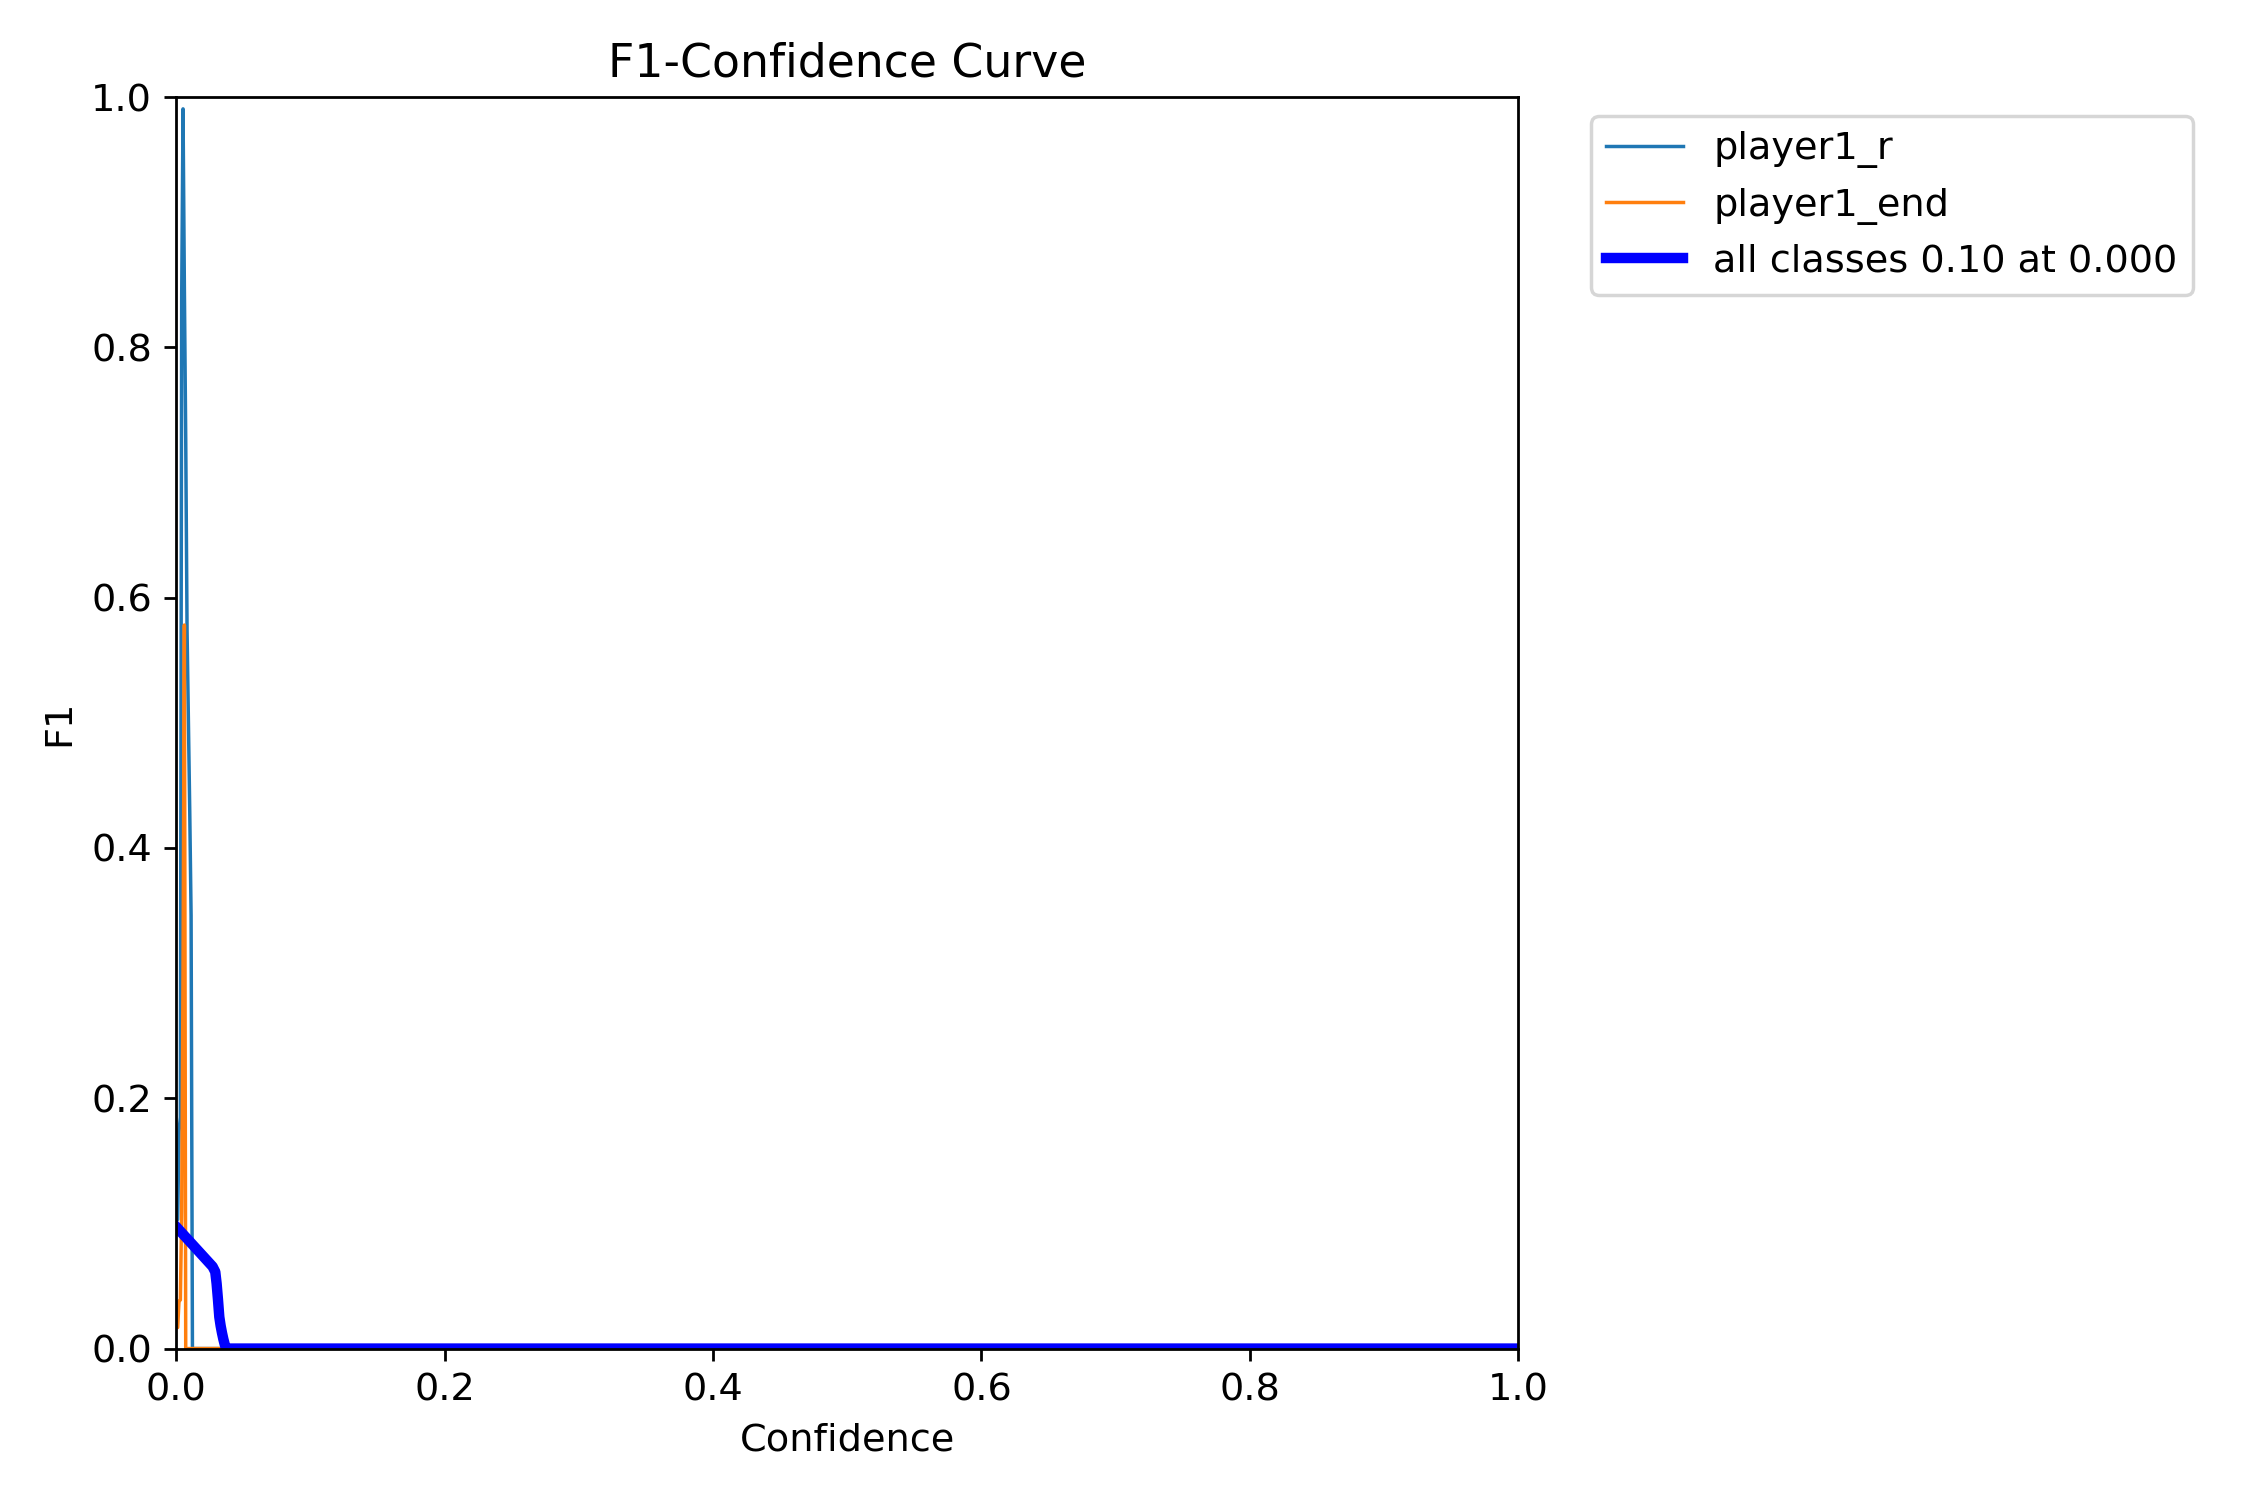 F1-Confidence Curve
1.0
0.8
0.6
0.4
0.2
0.0
F1
0.0 0.2 0.4 0.6 0.8 1.0
Confidence
player1_r
player1_end
all classes 0.10 at 0.000